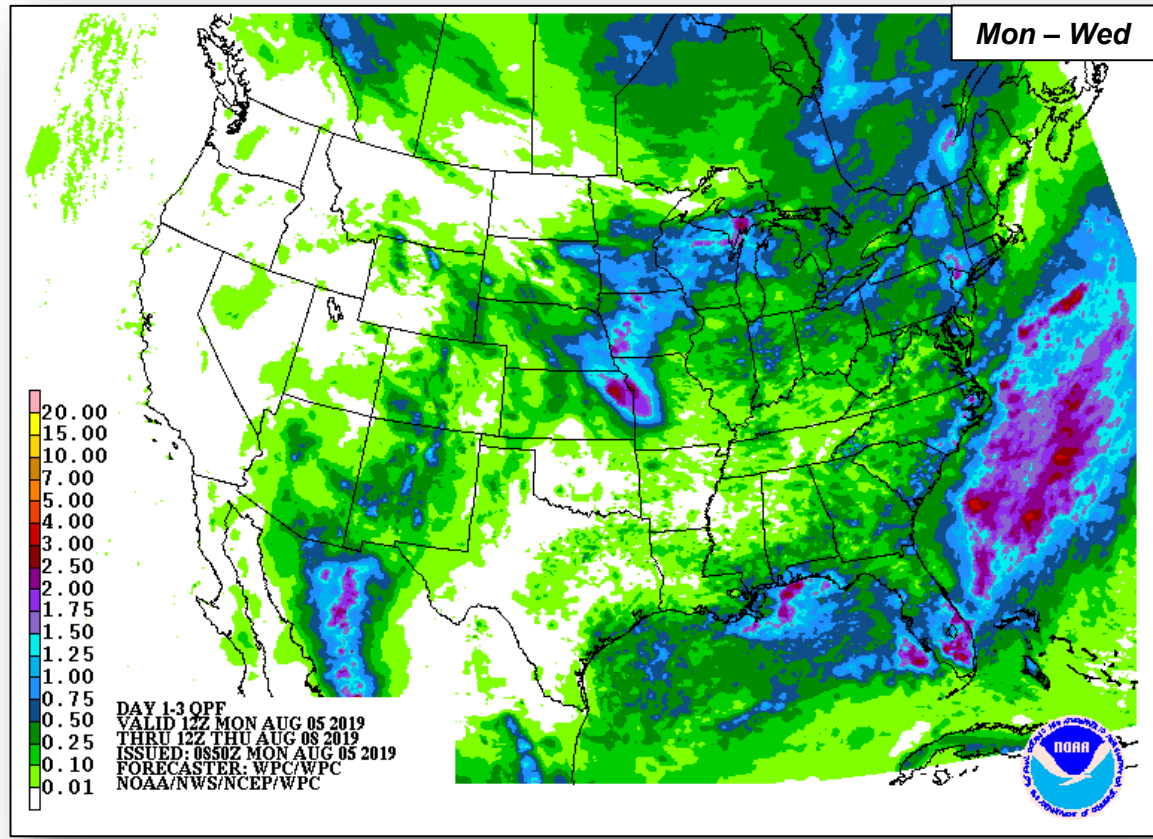 Mon – Wed
20.00
15.00
10.00
7.00
5.00
4.00
3.00
2.50
2.00
1.75
1.50
1.25
1.00
0.75
0.50
0.25
0.10
0.01
DAY 1-3 QPF
VALID 12Z MON AUG 05 2019
THRU 12Z THU AUG 08 2019
ISSUED: 0850Z MON AUG 05 2019
FORECASTER: WPC/WPC
NOAA/NWS/NCEP/WPC
NOAA